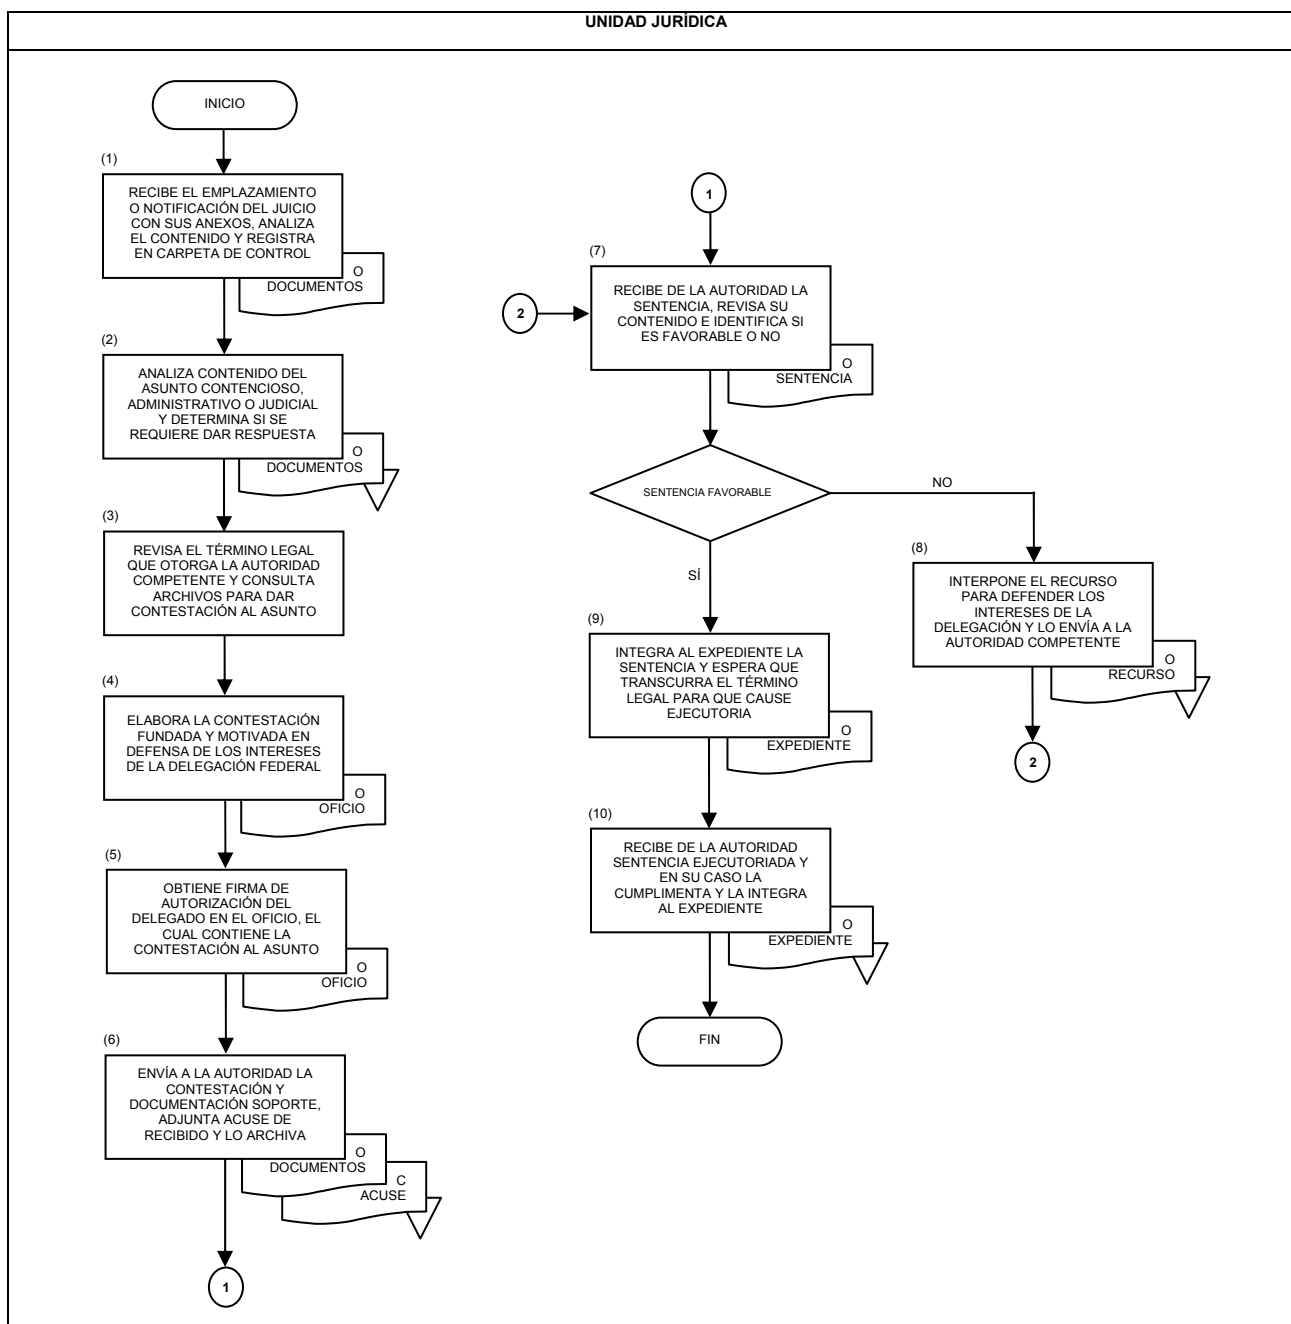 UNIDAD JURÍDICA
INICIO
(1)
RECIBE EL EMPLAZAMIENTO
O NOTIFICACIÓN DEL JUICIO
CON SUS ANEXOS, ANALIZA
EL CONTENIDO Y REGISTRA
EN CARPETA DE CONTROL
O
DOCUMENTOS
(2)
ANALIZA CONTENIDO DEL
ASUNTO CONTENCIOSO,
ADMINISTRATIVO O JUDICIAL
Y DETERMINA SI SE
REQUIERE DAR RESPUESTA
O
DOCUMENTOS
(3)
REVISA EL TÉRMINO LEGAL
QUE OTORGA LA AUTORIDAD
COMPETENTE Y CONSULTA
ARCHIVOS PARA DAR
CONTESTACIÓN AL ASUNTO
(4)
ELABORA LA CONTESTACIÓN
FUNDADA Y MOTIVADA EN
DEFENSA DE LOS INTERESES
DE LA DELEGACIÓN FEDERAL
O
OFICIO
(5)
OBTIENE FIRMA DE
AUTORIZACIÓN DEL
DELEGADO EN EL OFICIO, EL
CUAL CONTIENE LA
CONTESTACIÓN AL ASUNTO
O
OFICIO
(6)
ENVÍA A LA AUTORIDAD LA
CONTESTACIÓN Y
DOCUMENTACIÓN SOPORTE,
ADJUNTA ACUSE DE
RECIBIDO Y LO ARCHIVA
O
DOCUMENTOS
C
ACUSE
1
1
(7)
2
RECIBE DE LA AUTORIDAD LA
SENTENCIA, REVISA SU
CONTENIDO E IDENTIFICA SI
ES FAVORABLE O NO
O
SENTENCIA
SENTENCIA FAVORABLE
NO
SÍ
(8)
INTERPONE EL RECURSO
PARA DEFENDER LOS
INTERESES DE LA
DELEGACIÓN Y LO ENVÍA A LA
AUTORIDAD COMPETENTE
O
RECURSO
2
(9)
INTEGRA AL EXPEDIENTE LA
SENTENCIA Y ESPERA QUE
TRANSCURRA EL TÉRMINO
LEGAL PARA QUE CAUSE
EJECUTORIA
O
EXPEDIENTE
(10)
RECIBE DE LA AUTORIDAD
SENTENCIA EJECUTORIADA Y
EN SU CASO LA
CUMPLIMENTA Y LA INTEGRA
AL EXPEDIENTE
O
EXPEDIENTE
FIN